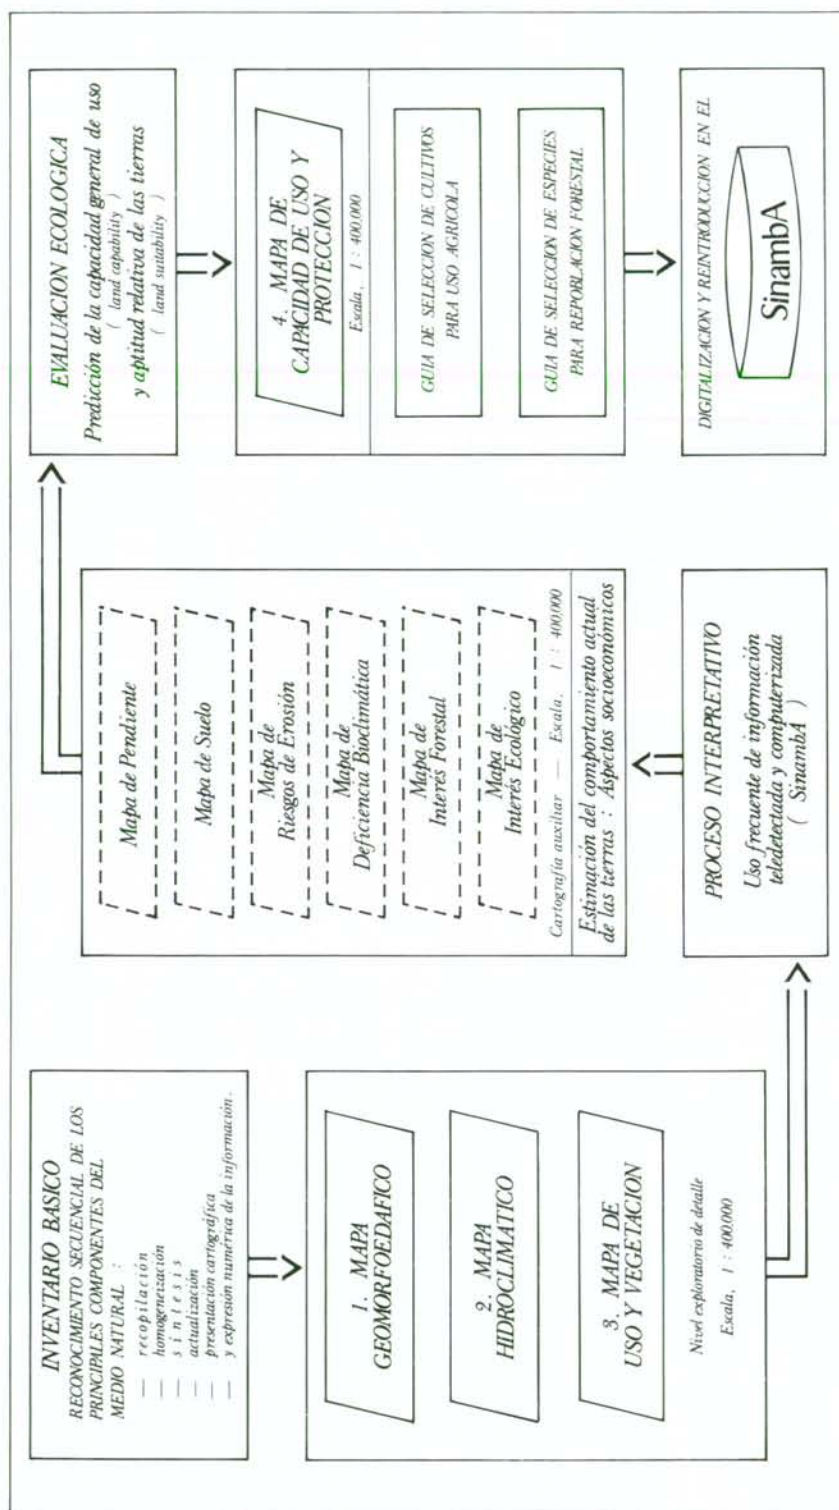 INVENTARIO BASICO
RECONOCIMIENTO SECUENCIAL DE LOS
PRINCIPALES COMPONENTES DEL
MEDIO NATURAL :
— recopilación
— homogeneización
— s í n t e s i s
— actualización
— presentación cartográfica
— y expresión numérica de la información.
1. MAPA
GEOMORFOEDAFICO
2. MAPA
HIDROCLIMATICO
3. MAPA DE
USO Y VEGETACION
Nivel exploratorio de detalle
Escala, 1 : 400.000
PROCESO INTERPRETATIVO
Uso frecuente de información
teledetectada y computerizada
( SinambA )
Mapa de Pendiente
Mapa de Suelo
Mapa de
Riesgos de Erosión
Mapa de
Deficiencia Bioclimática
Mapa de
Interés Forestal
Mapa de
Interés Ecológico
Cartografía auxiliar — Escala, 1 : 400,000
Estimación del comportamiento actual
de las tierras : Aspectos socioeconómicos
EVALUACION ECOLOGICA
Predicción de la capacidad general de uso
( land capability )
y aptitud relativa de las tierras
( land suitability )
4. MAPA DE
CAPACIDAD DE USO Y
PROTECCION
Escala, 1 : 400.000
GUIA DE SELECCION DE CULTIVOS
PARA USO AGRICOLA
GUIA DE SELECCION DE ESPECIES
PARA REPOBLACION FORESTAL
DIGITALIZACION Y REINTRODUCCION EN EL
SinambA